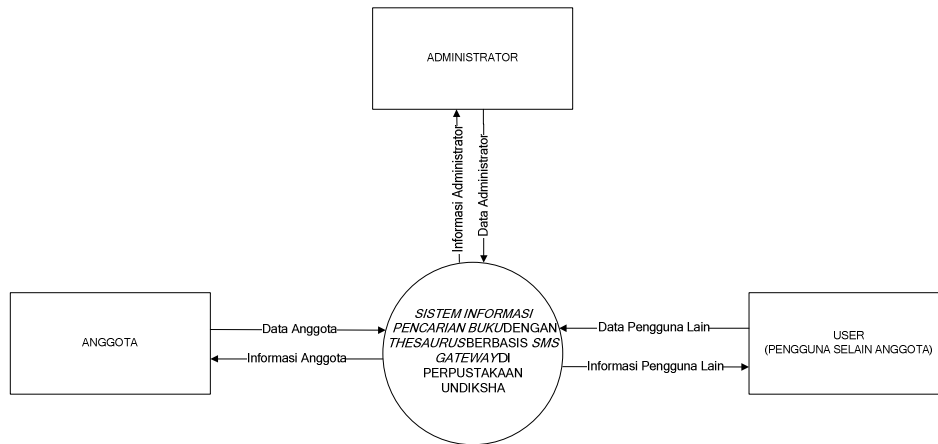 ADMINISTRATOR
Informasi Administrator
Data Administrator
ANGGOTA
Data Anggota
Informasi Anggota
SISTEM INFORMASI
PENCARIAN BUKUDENGAN
THESAURUSBERBASIS SMS
GATEWAYDI
PERPUSTAKAAN
UNDIKSHA
Data Pengguna Lain
Informasi Pengguna Lain
USER
(PENGGUNA SELAIN ANGGOTA)